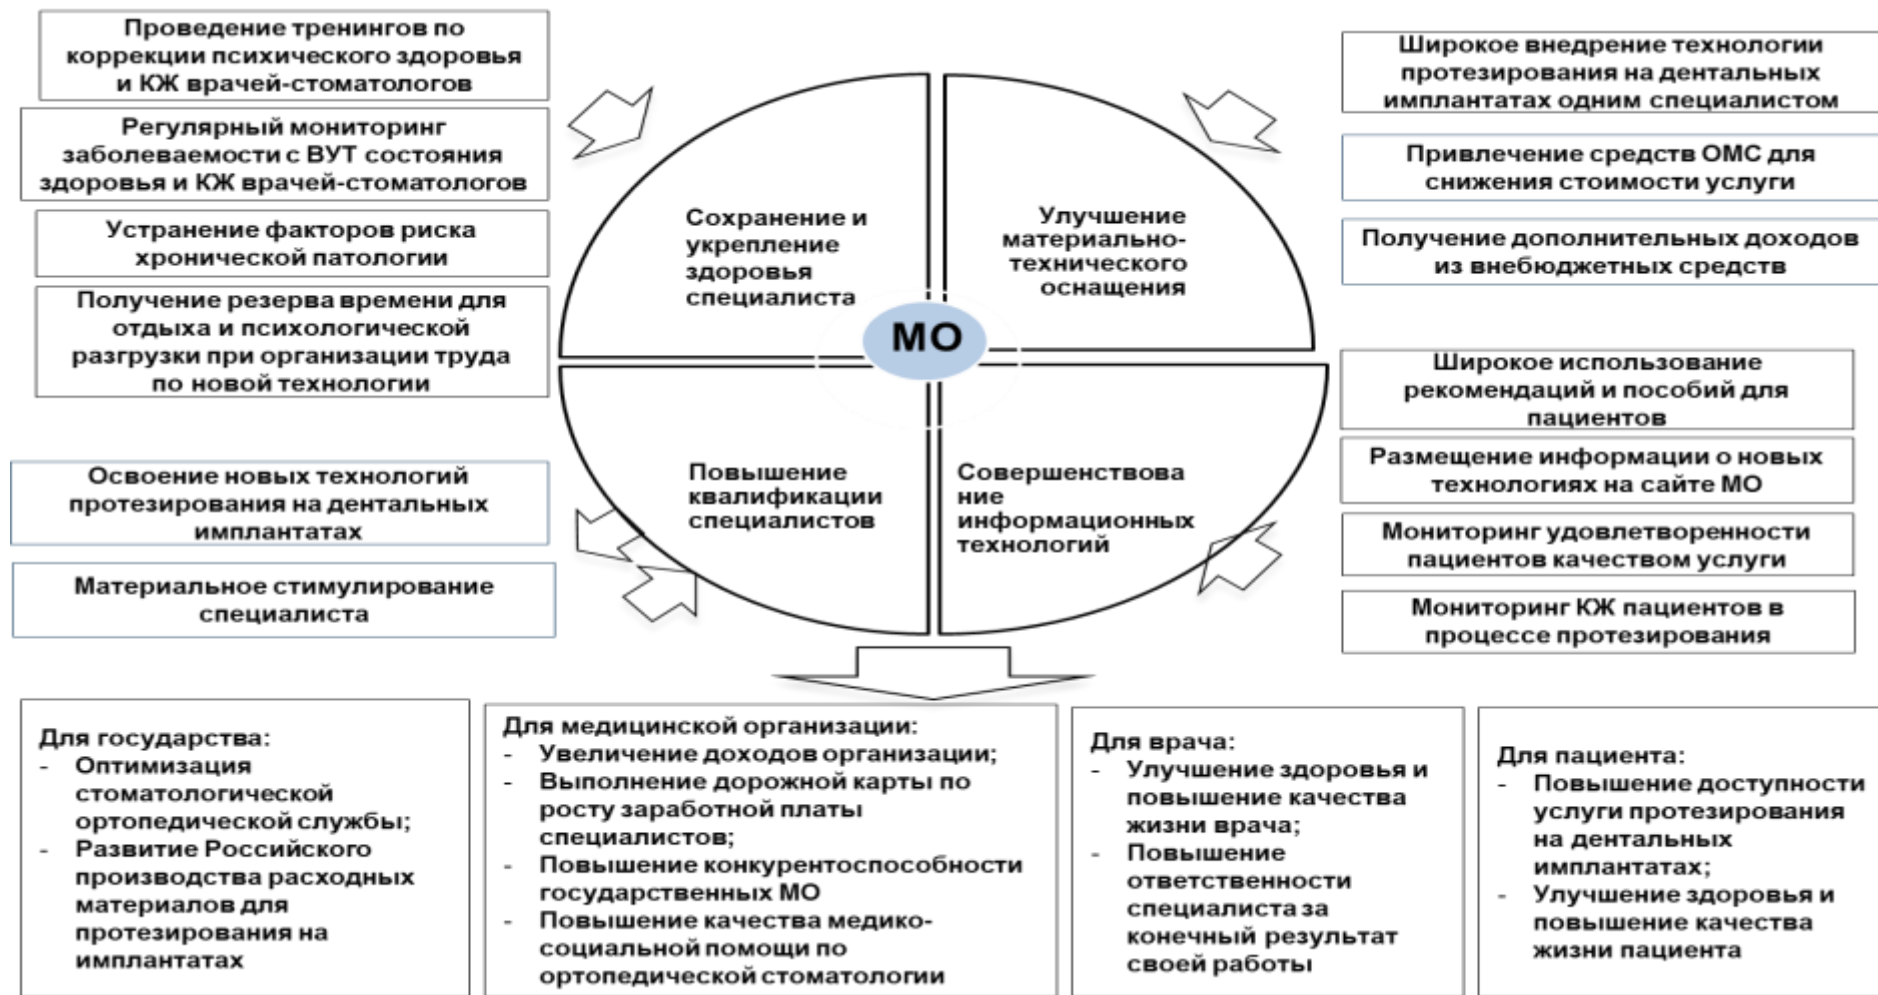 Проведение тренингов по
коррекции психического здоровья
и КЖ врачей-стоматологов
Регулярный мониторинг
заболеваемости с ВУТ состояния
здоровья и КЖ врачей-стоматологов
Устранение факторов риска
хронической патологии
Получение резерва времени для
отдыха и психологической
разгрузки при организации труда
по новой технологии
Освоение новых технологий
протезирования на дентальных
имплантатах
Материальное стимулирование
специалиста
Сохранение и
укрепление
здоровья
специалиста
Улучшение
материально-
технического
оснащения
МО
Повышение
квалификации
специалистов
Совершенствова
ние
информационных
технологий
Широкое внедрение технологии
протезирования на дентальных
имплантатах одним специалистом
Привлечение средств ОМС для
снижения стоимости услуги
Получение дополнительных доходов
из внебюджетных средств
Широкое использование
рекомендаций и пособий для
пациентов
Размещение информации о новых
технологиях на сайте МО
Мониторинг удовлетворенности
пациентов качеством услуги
Мониторинг КЖ пациентов в
процессе протезирования
Для государства:
- Оптимизация
стоматологической
ортопедической службы;
- Развитие Российского
производства расходных
материалов для
протезирования на
имплантатах
Для медицинской организации:
- Увеличение доходов организации;
- Выполнение дорожной карты по
росту заработной платы
специалистов;
- Повышение конкурентоспособности
государственных МО
- Повышение качества медико-
социальной помощи по
ортопедической стоматологии
Для врача:
- Улучшение здоровья и
повышение качества
жизни врача;
- Повышение
ответственности
специалиста за
конечный результат
своей работы
Для пациента:
- Повышение доступности
услуги протезирования
на дентальных
имплантатах;
- Улучшение здоровья и
повышение качества
жизни пациента